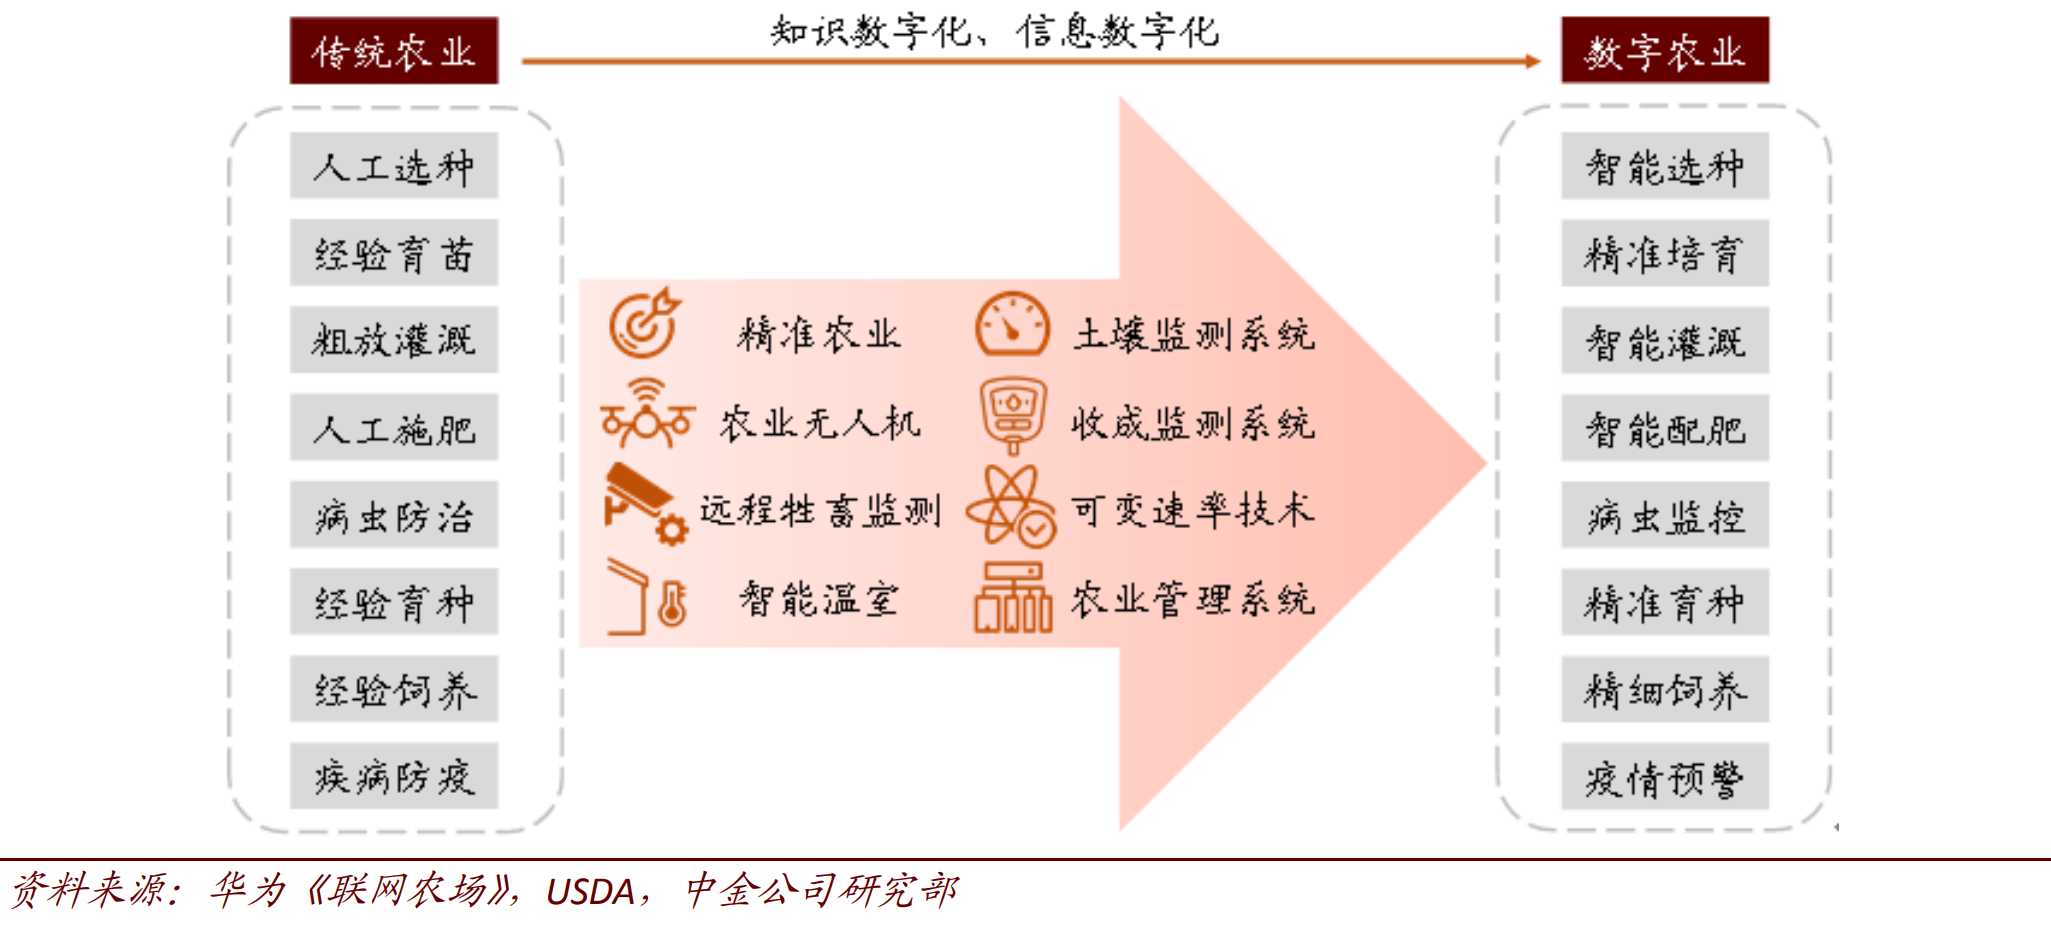 传统农业
知识数字化、信息数字化
数字农业
人工选种
经验育苗
粗放灌溉
人工施肥
病虫防治
经验育种
经验饲养
疾病防疫
精准农业
土壤监测系统
农业无人机
收成监测系统
远程牲畜监测
可变速率技术
智能温室
农业管理系统
智能选种
精准培育
智能灌溉
智能配肥
病虫监控
精准育种
精细饲养
疫情预警
资料来源：华为《联网农场》，USDA，中金公司研究部